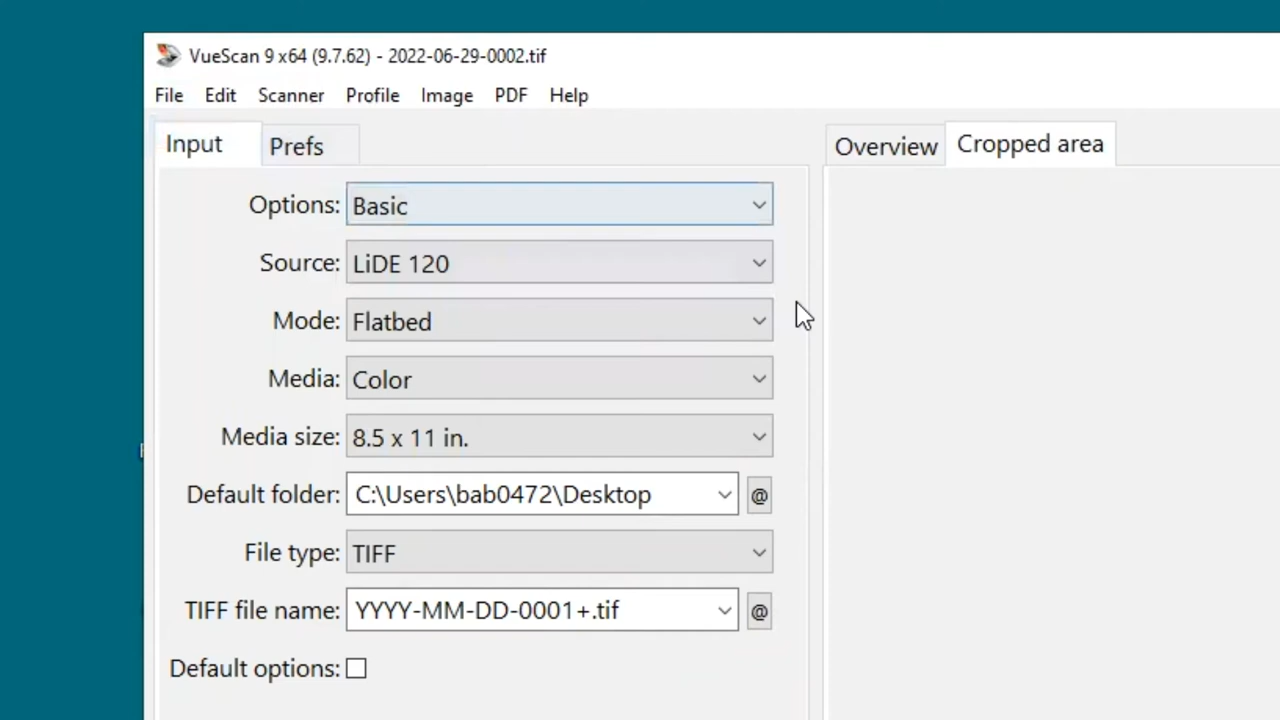 VueScan 9 x64 (9.7.62) - 2022-06-29-0002.tif
File Edit Scanner Profile Image PDF Help
Input Prefs Overview Cropped area
Options: Basic
Source: LiDE 120
Mode: Flatbed
Media: Color
Media size: 8.5 x 11 in.
Default folder: C:\Users\bab0472\Desktop @
File type: TIFF
TIFF file name: YYYY-MM-DD-0001+.tif @
Default options: